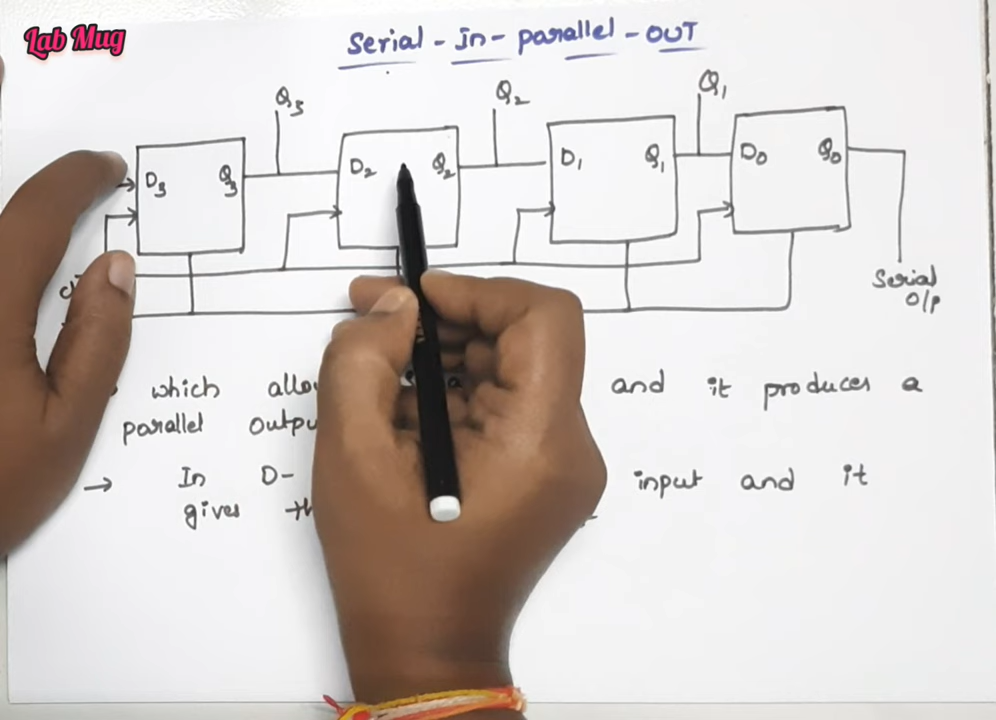 Lab Mug
Serial - in - parallel - OUT
Q3 Q2 Q1
D3 Q3 D2 Q2 D1 Q1 D0 Q0
Serial
O/P
which and it produces a
parallel
In D- input and it
gives